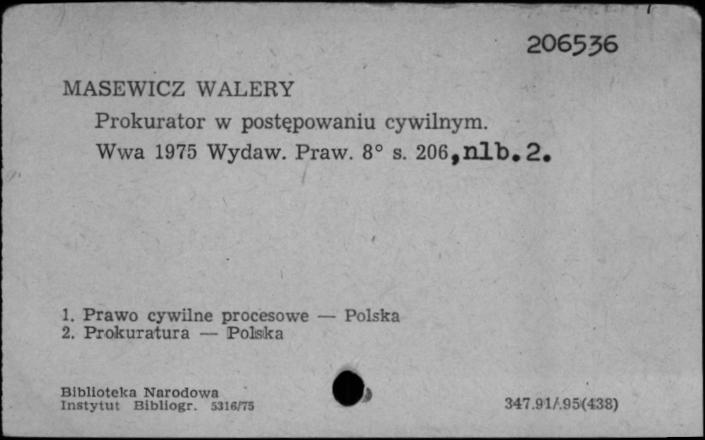 206536
MASEWICZ WALERY
Prokurator w postępowaniu cywilnym.
Wwa 1975 Wydaw. Praw. 8° s. 206, nlb. 2.
1. Prawo cywilne procesowe — Polska
2. Prokuratura — Polska
Biblioteka Narodowa
Instytut Bibliogr. 5316/75
347.91/.95(438)